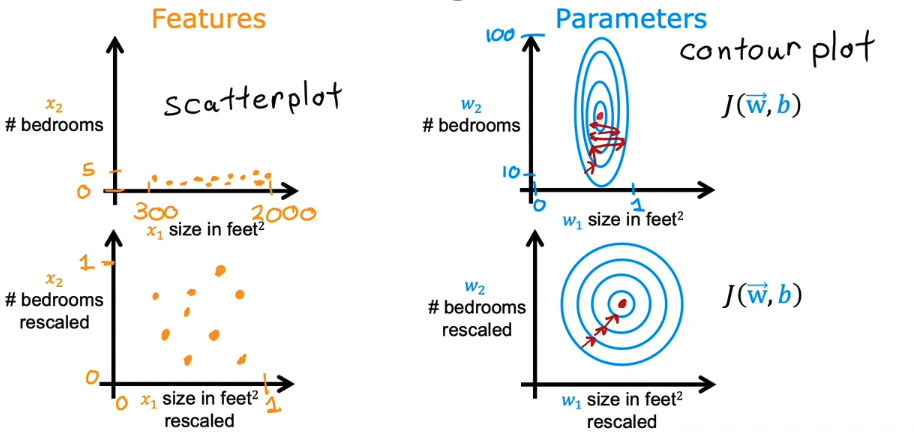 Features
scatterplot
x₂
# bedrooms
5
0
300
2000
x₁ size in feet²
Parameters
contour plot
100
w₂
# bedrooms
J(w⃗, b)
10
0
1
w₁ size in feet²
1
x₂
# bedrooms
rescaled
0
0
x₁ size in feet²
1
rescaled
w₂
# bedrooms
rescaled
J(w⃗, b)
w₁ size in feet²
rescaled